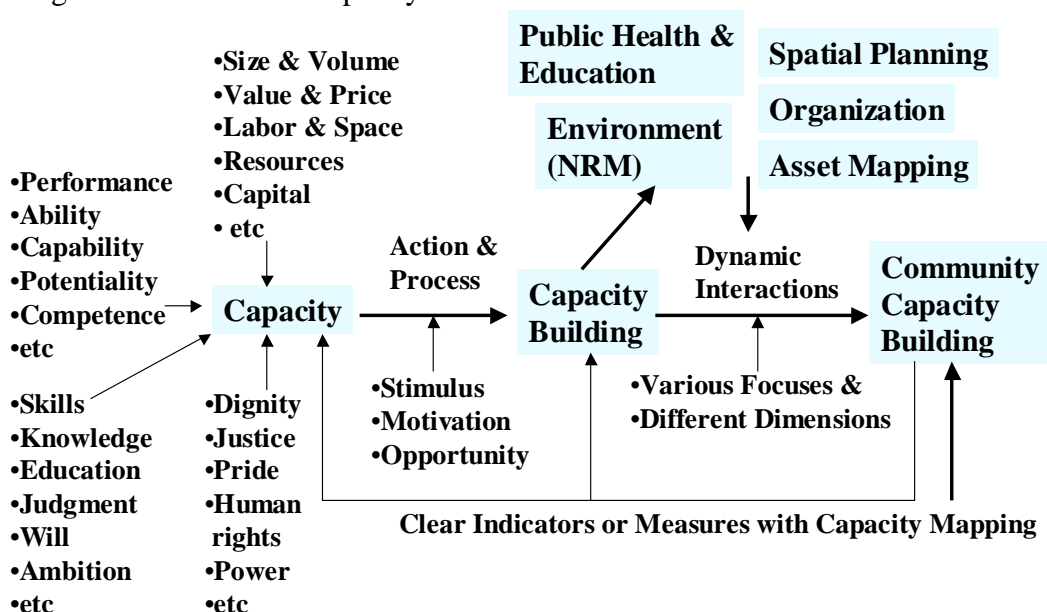 Public Health &
Education
Spatial Planning
Organization
Asset Mapping
Environment
(NRM)
•Size & Volume
•Value & Price
•Labor & Space
•Resources
•Capital
• etc
•Performance
•Ability
•Capability
•Potentiality
•Competence
•etc
Action &
Process
Dynamic
Interactions
Capacity
Capacity
Building
Community
Capacity
Building
•Skills
•Knowledge
•Education
•Judgment
•Will
•Ambition
•etc
•Dignity
•Justice
•Pride
•Human
rights
•Power
•etc
•Stimulus
•Motivation
•Opportunity
•Various Focuses &
•Different Dimensions
Clear Indicators or Measures with Capacity Mapping